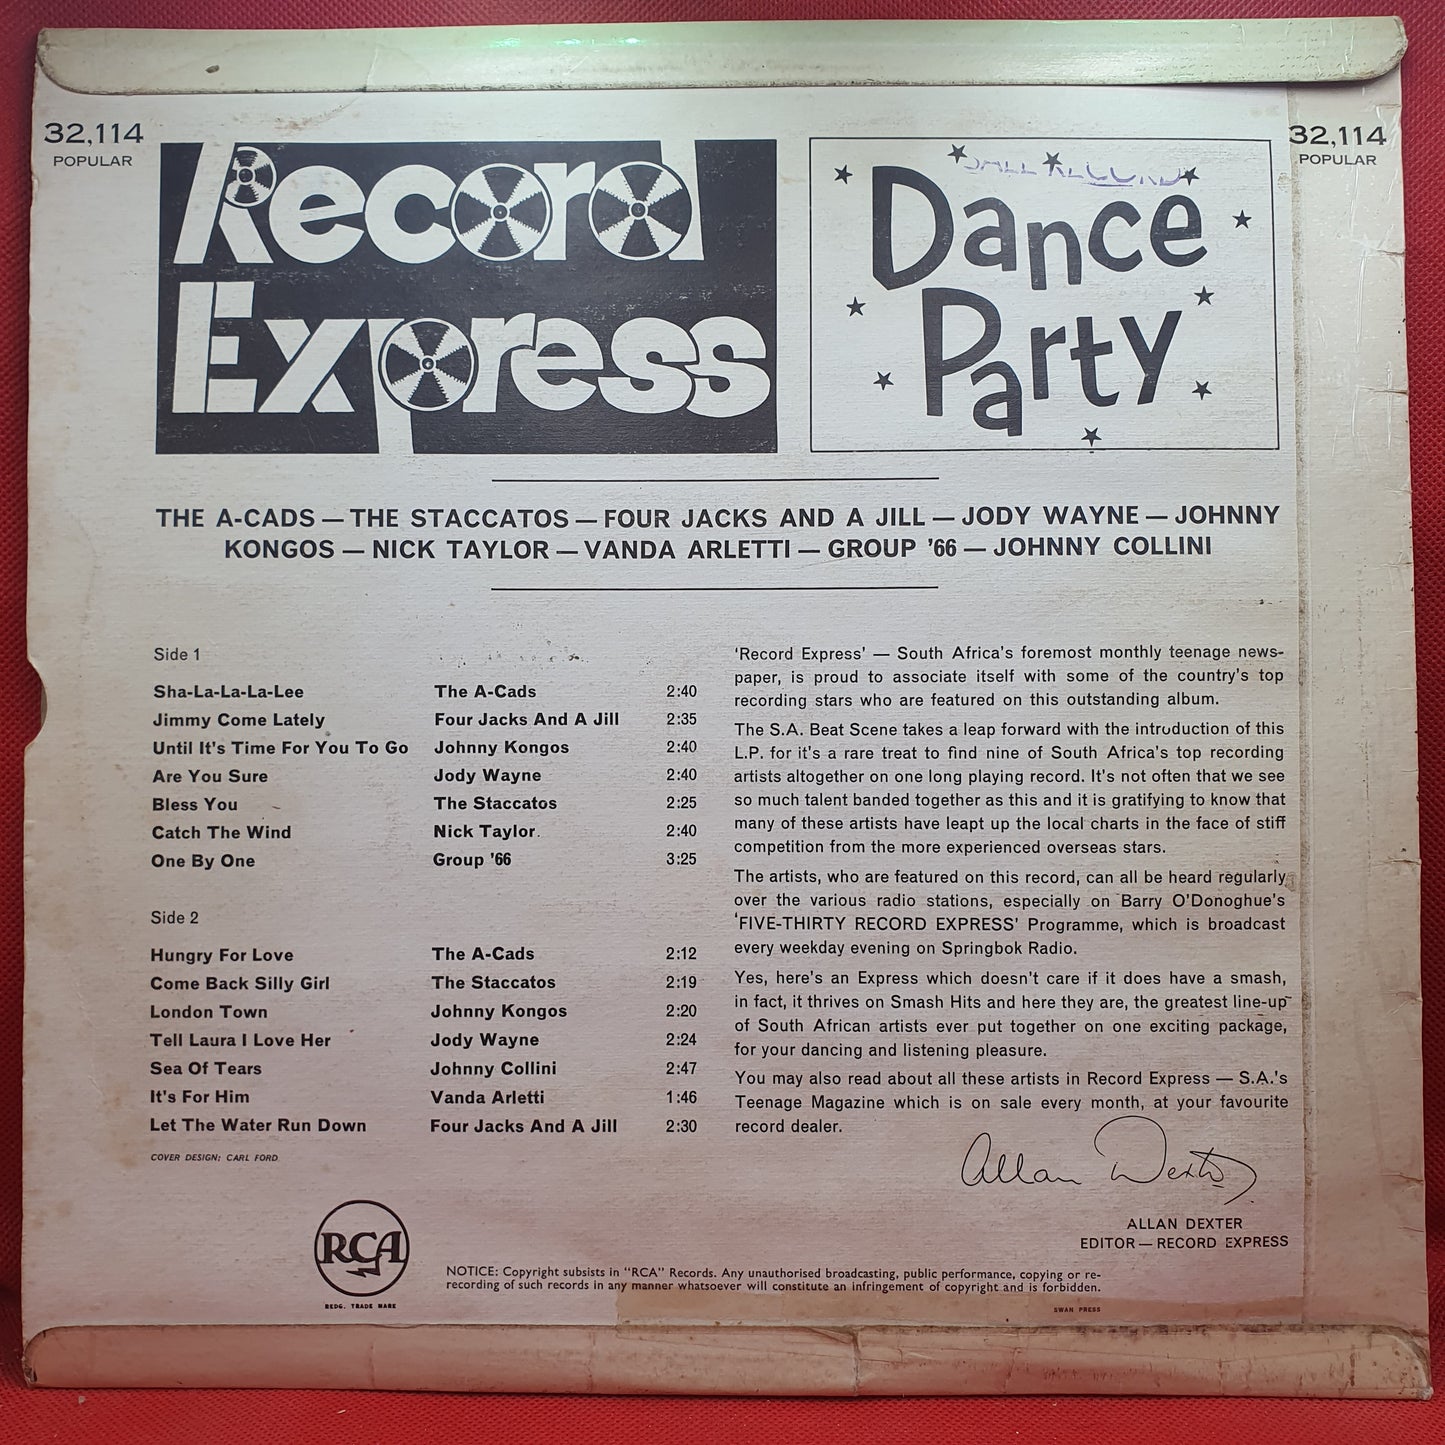 32,114
POPULAR
32,114
POPULAR
Record
Express
Dance
Party
THE A-CADS — THE STACCATOS — FOUR JACKS AND A JILL — JODY WAYNE — JOHNNY
KONGOS — NICK TAYLOR — VANDA ARLETTI — GROUP '66 — JOHNNY COLLINI
Side 1
Sha-La-La-La-Lee The A-Cads 2:40
Jimmy Come Lately Four Jacks And A Jill 2:35
Until It's Time For You To Go Johnny Kongos 2:40
Are You Sure Jody Wayne 2:40
Bless You The Staccatos 2:25
Catch The Wind Nick Taylor 2:40
One By One Group '66 3:25
Side 2
Hungry For Love The A-Cads 2:12
Come Back Silly Girl The Staccatos 2:19
London Town Johnny Kongos 2:20
Tell Laura I Love Her Jody Wayne 2:24
Sea Of Tears Johnny Collini 2:47
It's For Him Vanda Arletti 1:46
Let The Water Run Down Four Jacks And A Jill 2:30
COVER DESIGN: CARL FORD
'Record Express' — South Africa's foremost monthly teenage news-
paper, is proud to associate itself with some of the country's top
recording stars who are featured on this outstanding album.
The S.A. Beat Scene takes a leap forward with the introduction of this
L.P. for it's a rare treat to find nine of South Africa's top recording
artists altogether on one long playing record. It's not often that we see
so much talent banded together as this and it is gratifying to know that
many of these artists have leapt up the local charts in the face of stiff
competition from the more experienced overseas stars.
The artists, who are featured on this record, can all be heard regularly
over the various radio stations, especially on Barry O'Donoghue's
'FIVE-THIRTY RECORD EXPRESS' Programme, which is broadcast
every weekday evening on Springbok Radio.
Yes, here's an Express which doesn't care if it does have a smash,
in fact, it thrives on Smash Hits and here they are, the greatest line-up
of South African artists ever put together on one exciting package,
for your dancing and listening pleasure.
You may also read about all these artists in Record Express — S.A.'s
Teenage Magazine which is on sale every month, at your favourite
record dealer.
Allan Dexter
ALLAN DEXTER
EDITOR — RECORD EXPRESS
RCA
REDG. TRADE MARK
NOTICE: Copyright subsists in "RCA" Records. Any unauthorised broadcasting, public performance, copying or re-
recording of such records in any manner whatsoever will constitute an infringement of copyright and is forbidden.
SWAN PRESS